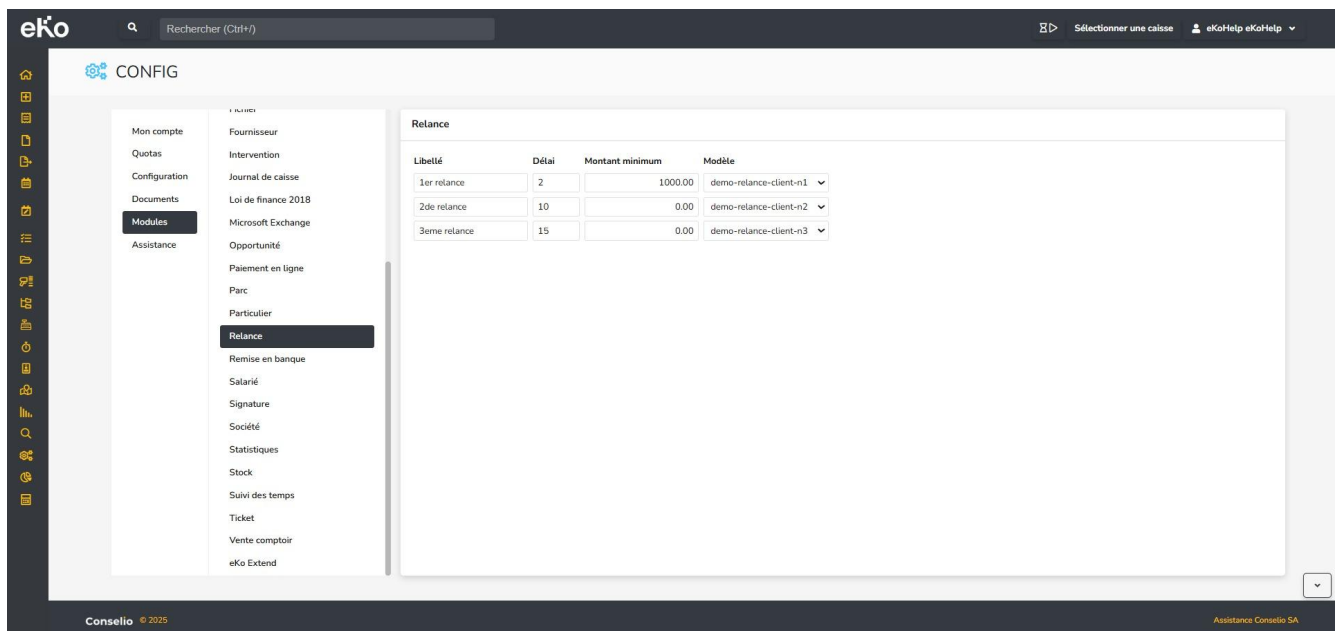 eKo
Rechercher (Ctrl+/)
Sélectionner une caisse
eKoHelp eKoHelp
CONFIG
Mon compte
Quotas
Configuration
Documents
Modules
Assistance
Fichier
Fournisseur
Intervention
Journal de caisse
Loi de finance 2018
Microsoft Exchange
Opportunité
Paiement en ligne
Parc
Particulier
Relance
Remise en banque
Salarié
Signature
Société
Statistiques
Stock
Suivi des temps
Ticket
Vente comptoir
eKo Extend
Relance
Libellé Délai Montant minimum Modèle
1er relance 2 1000.00 demo-relance-client-n1
2de relance 10 0.00 demo-relance-client-n2
3eme relance 15 0.00 demo-relance-client-n3
Conselio © 2025
Assistance Conselio SA